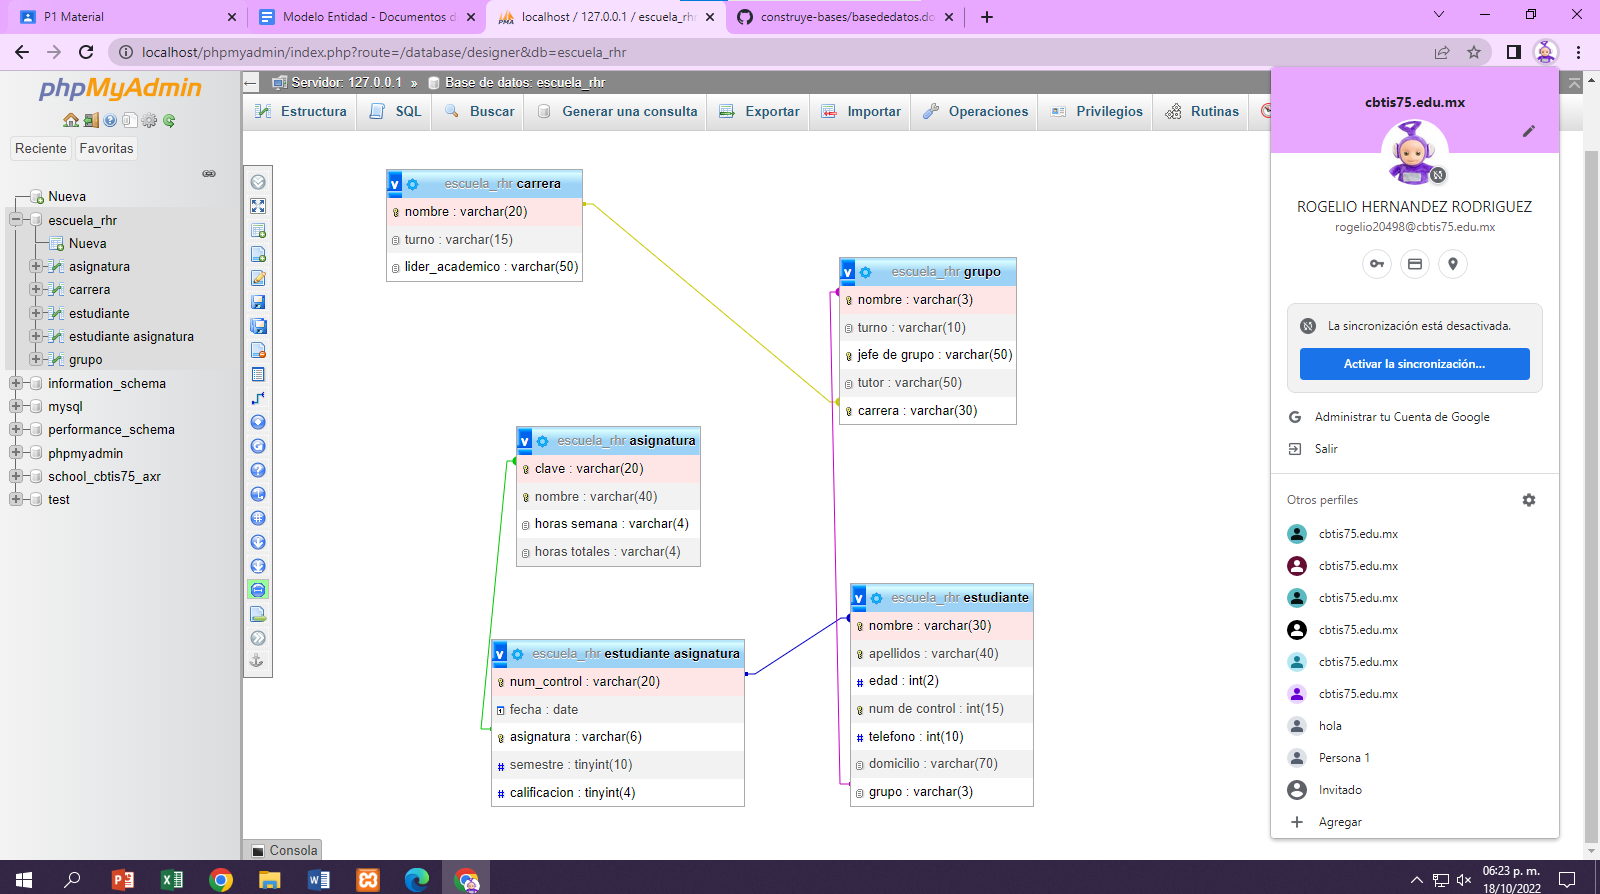 P1 Material
Modelo Entidad - Documentos d
localhost / 127.0.0.1 / escuela_rhr
construye-bases/basededatos.do
localhost/phpmyadmin/index.php?route=/database/designer&db=escuela_rhr
phpMyAdmin
Reciente
Favoritas
Nueva
escuela_rhr
Nueva
asignatura
carrera
estudiante
estudiante asignatura
grupo
information_schema
mysql
performance_schema
phpmyadmin
school_cbtis75_axr
test
Servidor: 127.0.0.1 » Base de datos: escuela_rhr
Estructura
SQL
Buscar
Generar una consulta
Exportar
Importar
Operaciones
Privilegios
Rutinas
escuela_rhr carrera
nombre : varchar(20)
turno : varchar(15)
lider_academico : varchar(50)
escuela_rhr grupo
nombre : varchar(3)
turno : varchar(10)
jefe de grupo : varchar(50)
tutor : varchar(50)
carrera : varchar(30)
escuela_rhr asignatura
clave : varchar(20)
nombre : varchar(40)
horas semana : varchar(4)
horas totales : varchar(4)
escuela_rhr estudiante asignatura
num_control : varchar(20)
fecha : date
asignatura : varchar(6)
semestre : tinyint(10)
calificacion : tinyint(4)
escuela_rhr estudiante
nombre : varchar(30)
apellidos : varchar(40)
edad : int(2)
num de control : int(15)
telefono : int(10)
domicilio : varchar(70)
grupo : varchar(3)
Consola
cbtis75.edu.mx
ROGELIO HERNANDEZ RODRIGUEZ
rogelio20498@cbtis75.edu.mx
La sincronización está desactivada.
Activar la sincronización...
Administrar tu Cuenta de Google
Salir
Otros perfiles
cbtis75.edu.mx
cbtis75.edu.mx
cbtis75.edu.mx
cbtis75.edu.mx
cbtis75.edu.mx
cbtis75.edu.mx
hola
Persona 1
Invitado
Agregar
06:23 p. m.
18/10/2022